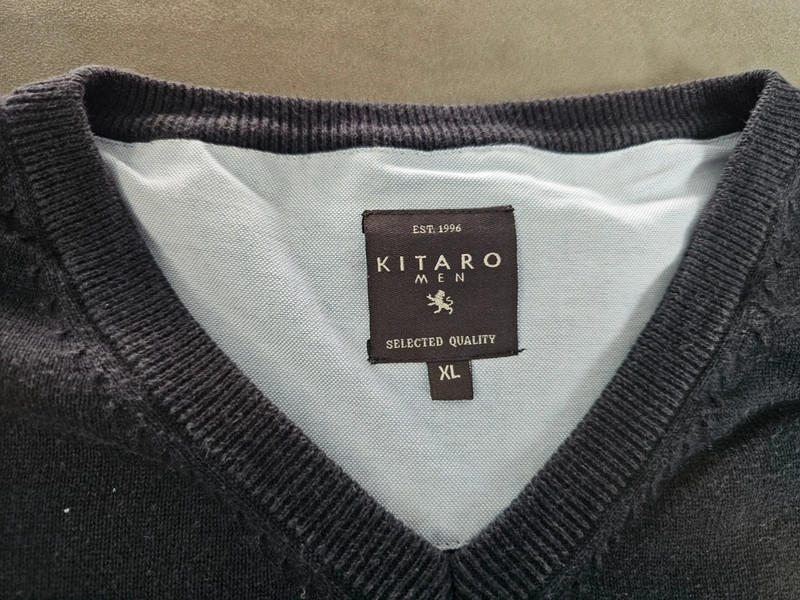 EST. 1996
KITARO
MEN
SELECTED QUALITY
XL